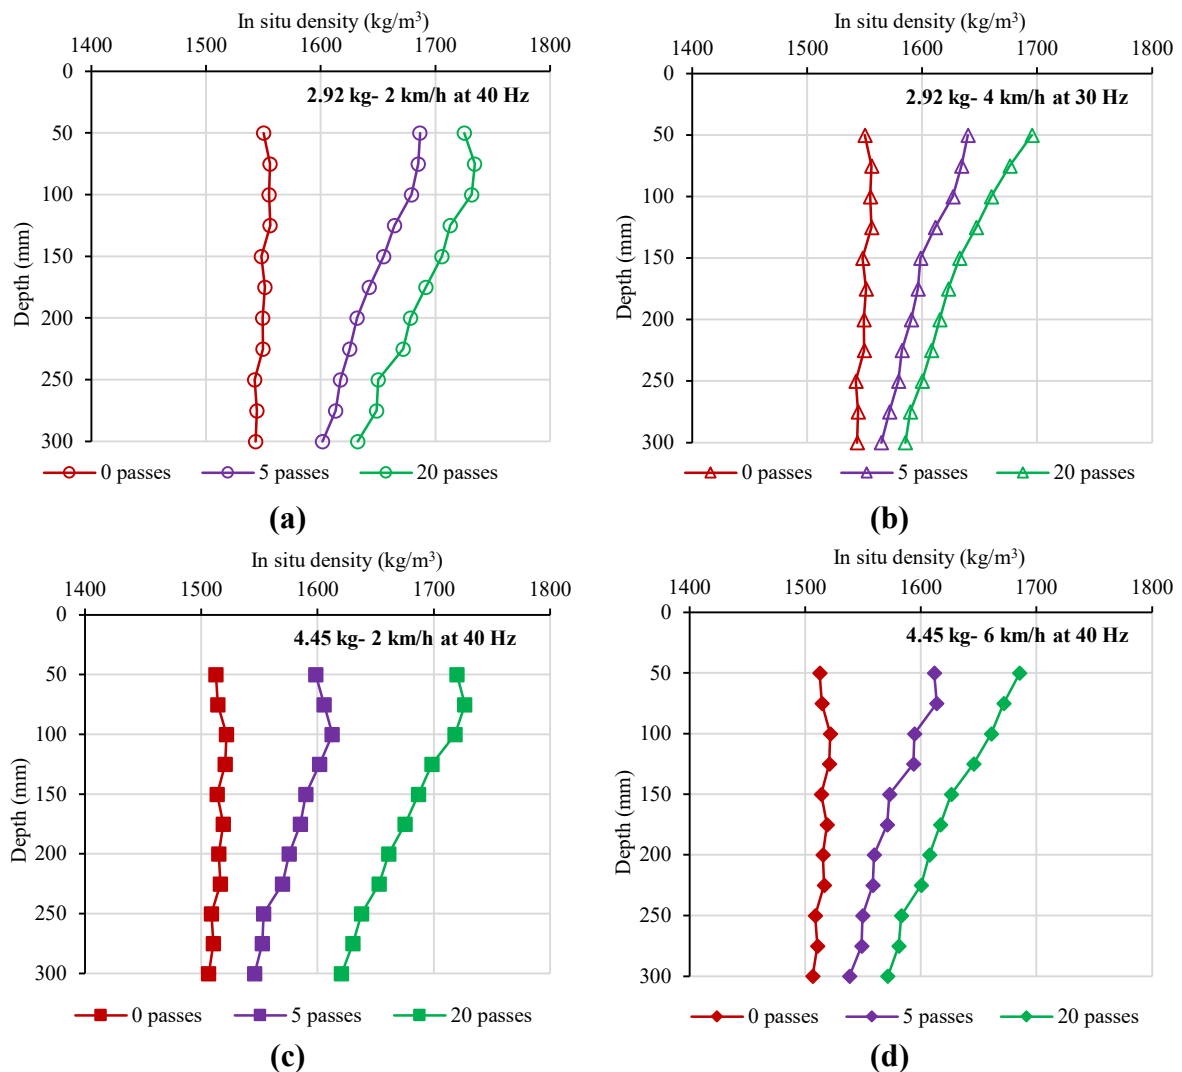 In situ density (kg/m³)
1400 1500 1600 1700 1800
0
50
100
150
200
250
300
Depth (mm)
2.92 kg- 2 km/h at 40 Hz
0 passes 5 passes 20 passes
(a)
In situ density (kg/m³)
1400 1500 1600 1700 1800
0
50
100
150
200
250
300
Depth (mm)
2.92 kg- 4 km/h at 30 Hz
0 passes 5 passes 20 passes
(b)
In situ density (kg/m³)
1400 1500 1600 1700 1800
0
50
100
150
200
250
300
Depth (mm)
4.45 kg- 2 km/h at 40 Hz
0 passes 5 passes 20 passes
(c)
In situ density (kg/m³)
1400 1500 1600 1700 1800
0
50
100
150
200
250
300
Depth (mm)
4.45 kg- 6 km/h at 40 Hz
0 passes 5 passes 20 passes
(d)